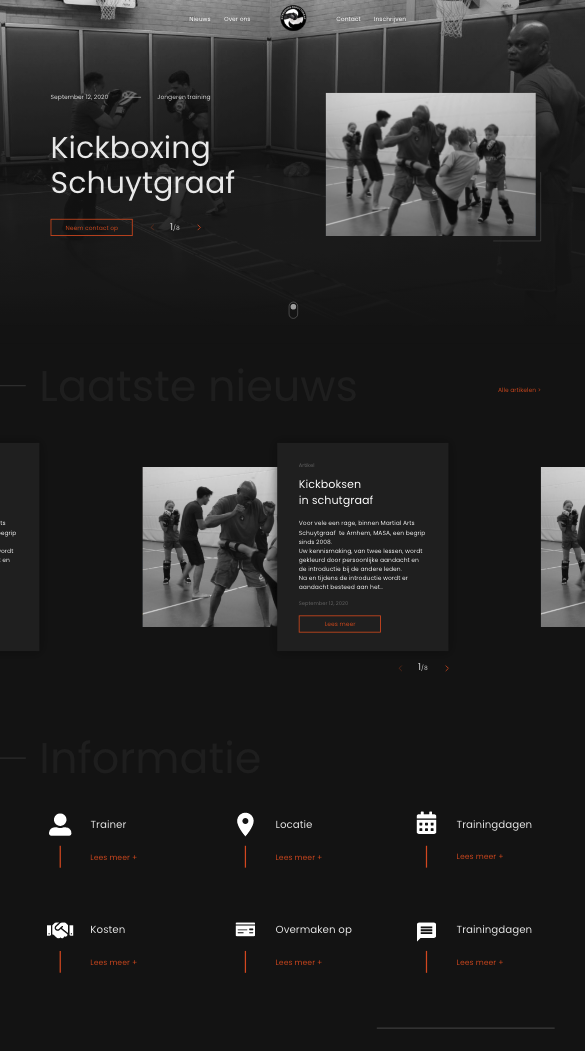 Nieuws Over ons Contact Inschrijven
September 12, 2020 Jongeren training
Kickboxing
Schuytgraaf
Neem contact op
1/8
Laatste nieuws
Alle artikelen >
ts
egrip
wordt
t en
Artikel
Kickboksen
in schutgraaf
Voor vele een rage, binnen Martial Arts
Schuytgraaf te Arnhem, MASA, een begrip
sinds 2008.
Uw kennismaking, van twee lessen, wordt
gekleurd door persoonlijke aandacht en
de introductie bij de andere leden.
Na en tijdens de introductie wordt er
aandacht besteed aan het..
September 12, 2020
Lees meer
1/8
Informatie
Trainer
Lees meer +
Locatie
Lees meer +
Trainingdagen
Lees meer +
Kosten
Lees meer +
Overmaken op
Lees meer +
Trainingdagen
Lees meer +